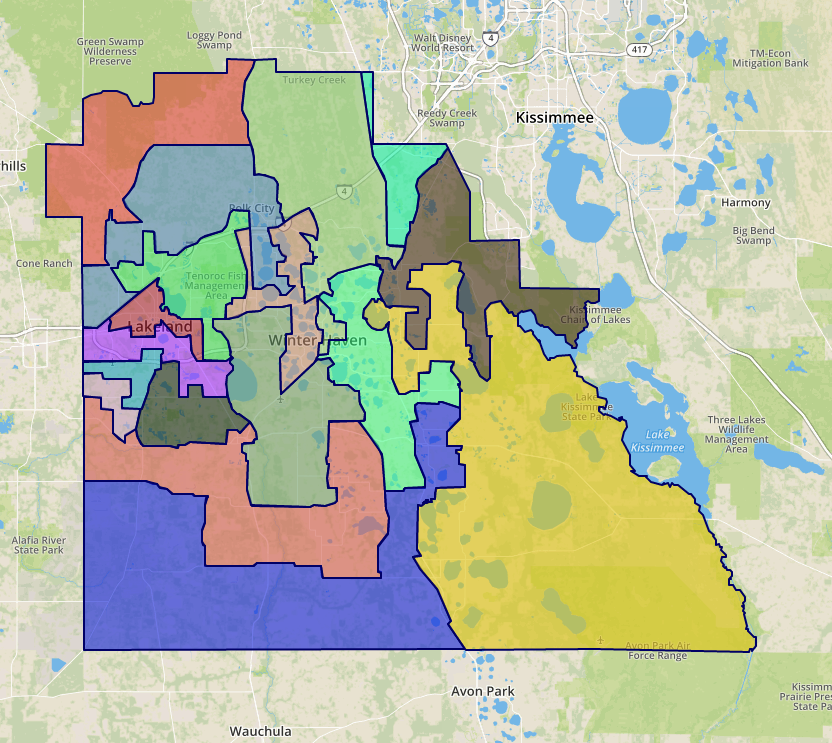 Green Swamp
Wilderness
Preserve
Loggy Pond
Swamp
Walt Disney
World Resort
4
417
TM-Econ
Mitigation Bank
Turkey Creek
Reedy Creek
Swamp
Kissimmee
hills
4
Harmony
Polk City
Big Bend
Swamp
Cone Ranch
Tenoroc Fish
Management
Area
Lakeland
Kissimmee
Chain of Lakes
Winter Haven
Lake
Kissimmee
State Park
Three Lakes
Wildlife
Management
Area
Lake
Kissimmee
Alafia River
State Park
Avon Park Air
Force Range
Avon Park
Kissimm
Prairie Pres
State Pa
Wauchula